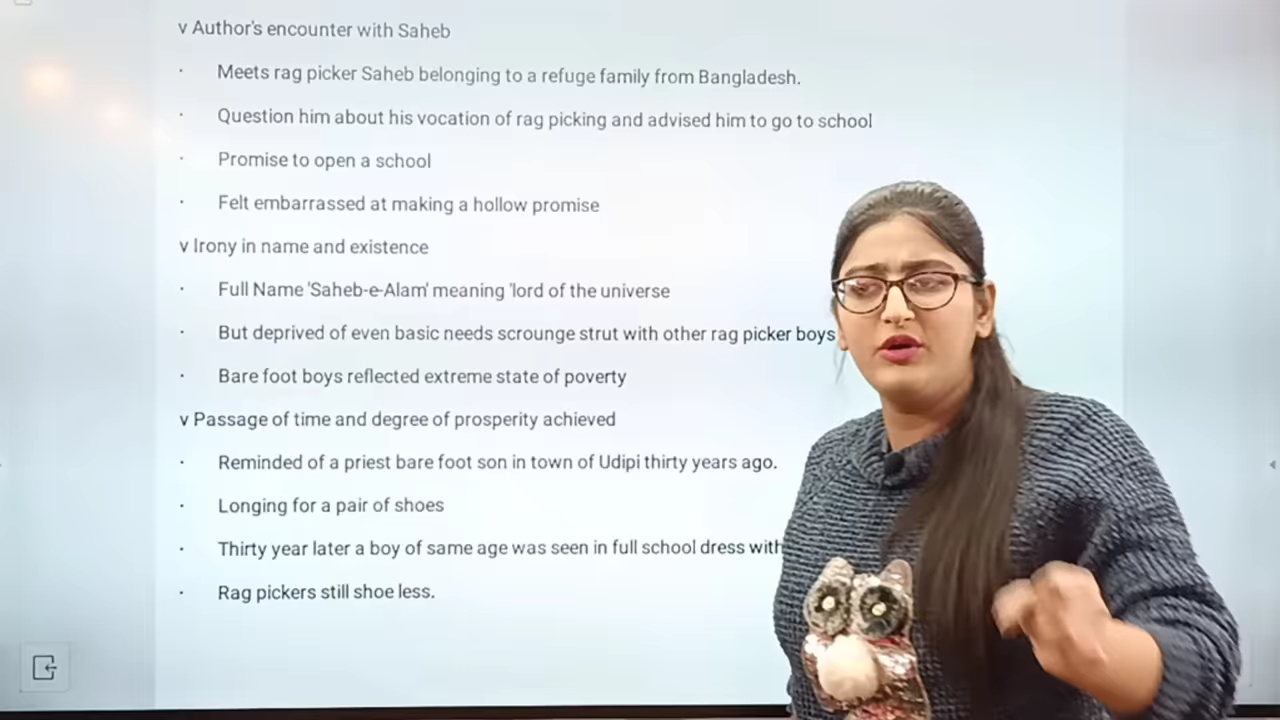 v Author's encounter with Saheb
· Meets rag picker Saheb belonging to a refuge family from Bangladesh.
· Question him about his vocation of rag picking and advised him to go to school
· Promise to open a school
· Felt embarrassed at making a hollow promise
v Irony in name and existence
· Full Name 'Saheb-e-Alam' meaning 'lord of the universe
· But deprived of even basic needs scrounge strut with other rag picker boys
· Bare foot boys reflected extreme state of poverty
v Passage of time and degree of prosperity achieved
· Reminded of a priest bare foot son in town of Udipi thirty years ago.
· Longing for a pair of shoes
· Thirty year later a boy of same age was seen in full school dress with
· Rag pickers still shoe less.